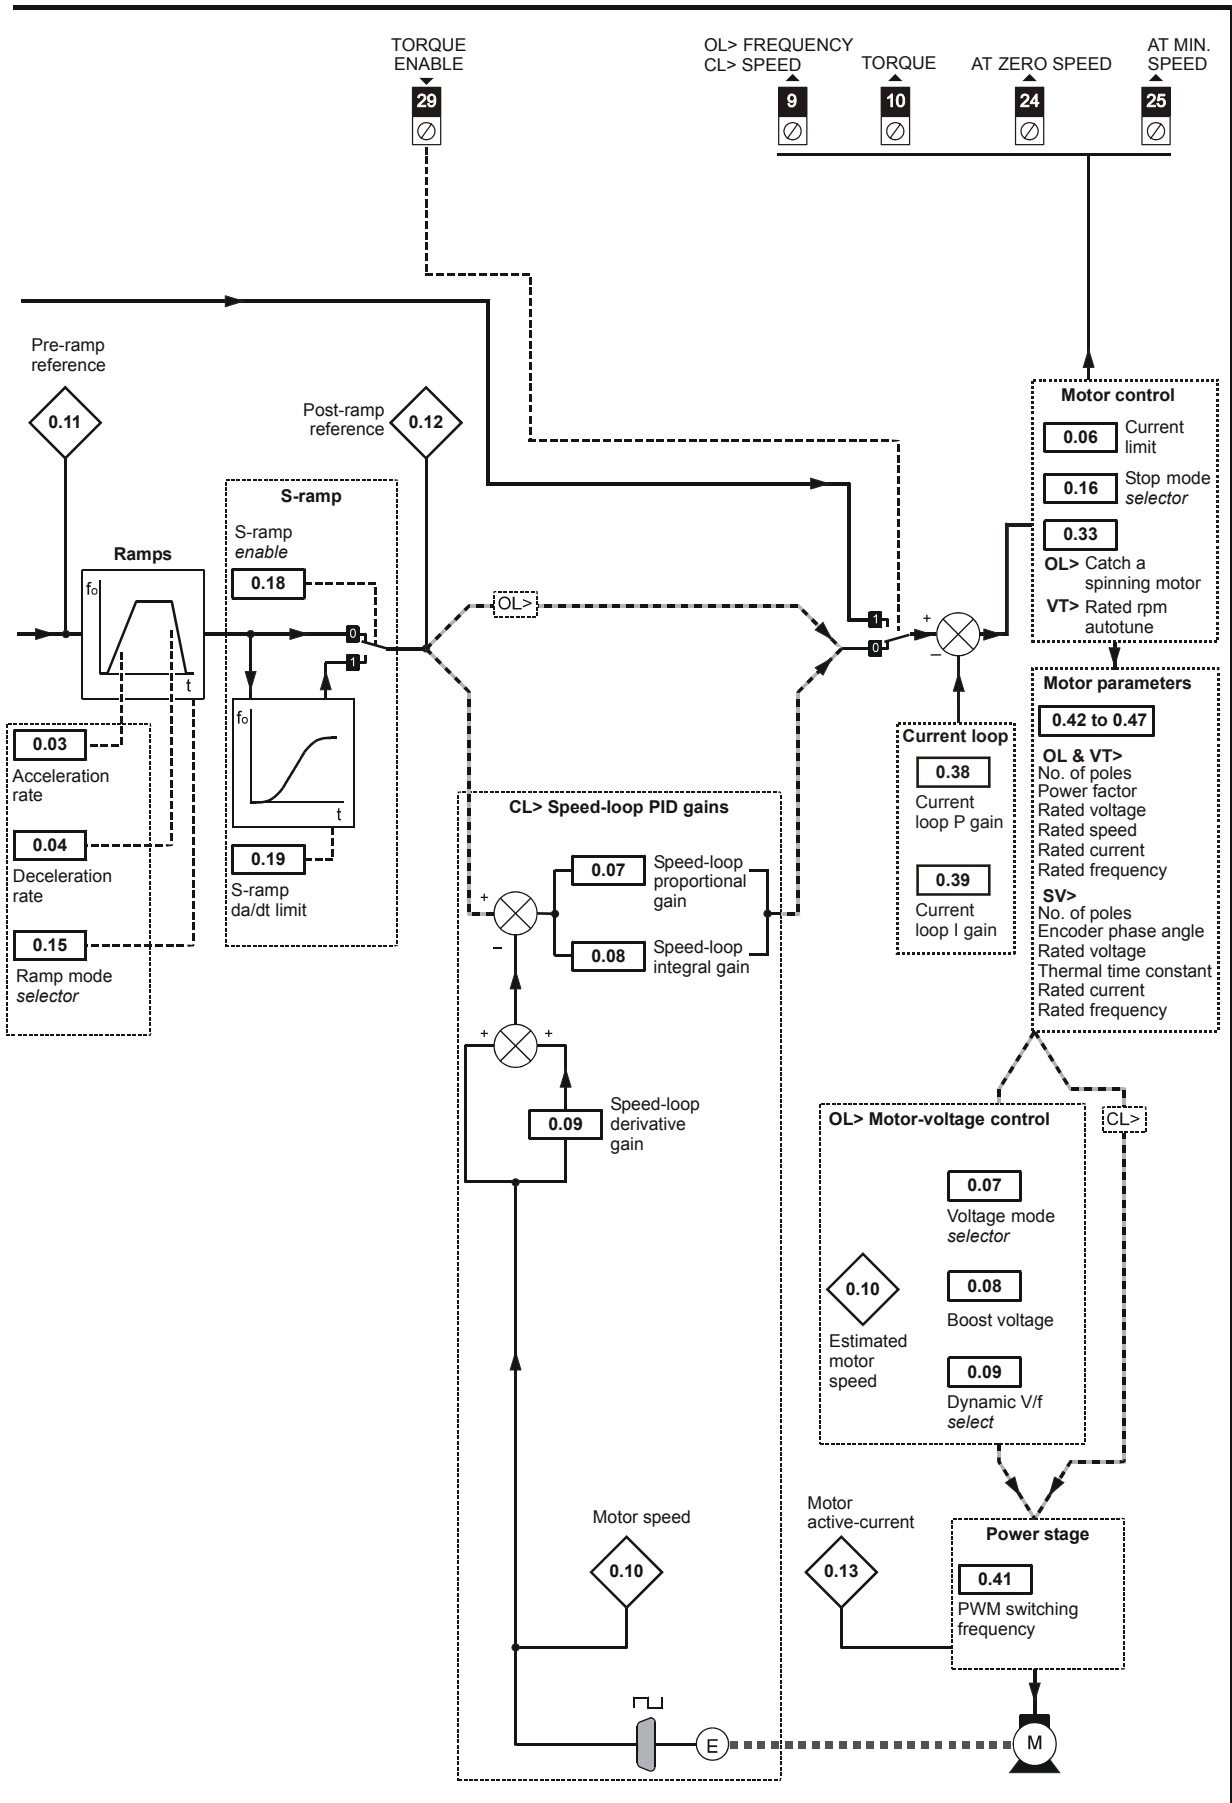 TORQUE
ENABLE
29
OL> FREQUENCY
CL> SPEED
9
TORQUE
10
AT ZERO SPEED
24
AT MIN.
SPEED
25
Pre-ramp
reference
0.11
Post-ramp
reference
0.12
Ramps
fo
t
0.03
Acceleration
rate
0.04
Deceleration
rate
0.15
Ramp mode
selector
S-ramp
S-ramp
enable
0.18
0
1
fo
t
0.19
S-ramp
da/dt limit
OL>
1
0
+
–
Motor control
0.06
Current
limit
0.16
Stop mode
selector
0.33
OL> Catch a
spinning motor
VT> Rated rpm
autotune
Current loop
0.38
Current
loop P gain
0.39
Current
loop I gain
Motor parameters
0.42 to 0.47
OL & VT>
No. of poles
Power factor
Rated voltage
Rated speed
Rated current
Rated frequency
SV>
No. of poles
Encoder phase angle
Rated voltage
Thermal time constant
Rated current
Rated frequency
CL> Speed-loop PID gains
+
–
0.07
Speed-loop
proportional
gain
0.08
Speed-loop
integral gain
+
+
0.09
Speed-loop
derivative
gain
OL> Motor-voltage control
CL>
0.07
Voltage mode
selector
0.10
Estimated
motor
speed
0.08
Boost voltage
0.09
Dynamic V/f
select
Motor speed
0.10
Motor
active-current
0.13
Power stage
0.41
PWM switching
frequency
E
M